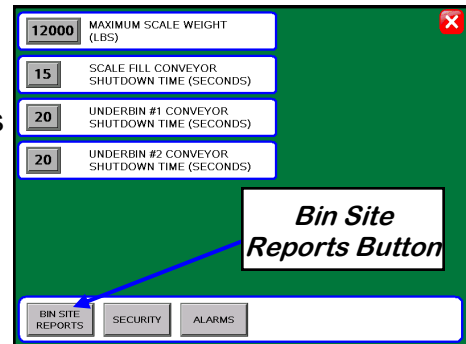 12000 MAXIMUM SCALE WEIGHT
(LBS)
15 SCALE FILL CONVEYOR
SHUTDOWN TIME (SECONDS)
20 UNDERBIN #1 CONVEYOR
SHUTDOWN TIME (SECONDS)
20 UNDERBIN #2 CONVEYOR
SHUTDOWN TIME (SECONDS)
s
Bin Site
Reports Button
BIN SITE
REPORTS
SECURITY
ALARMS